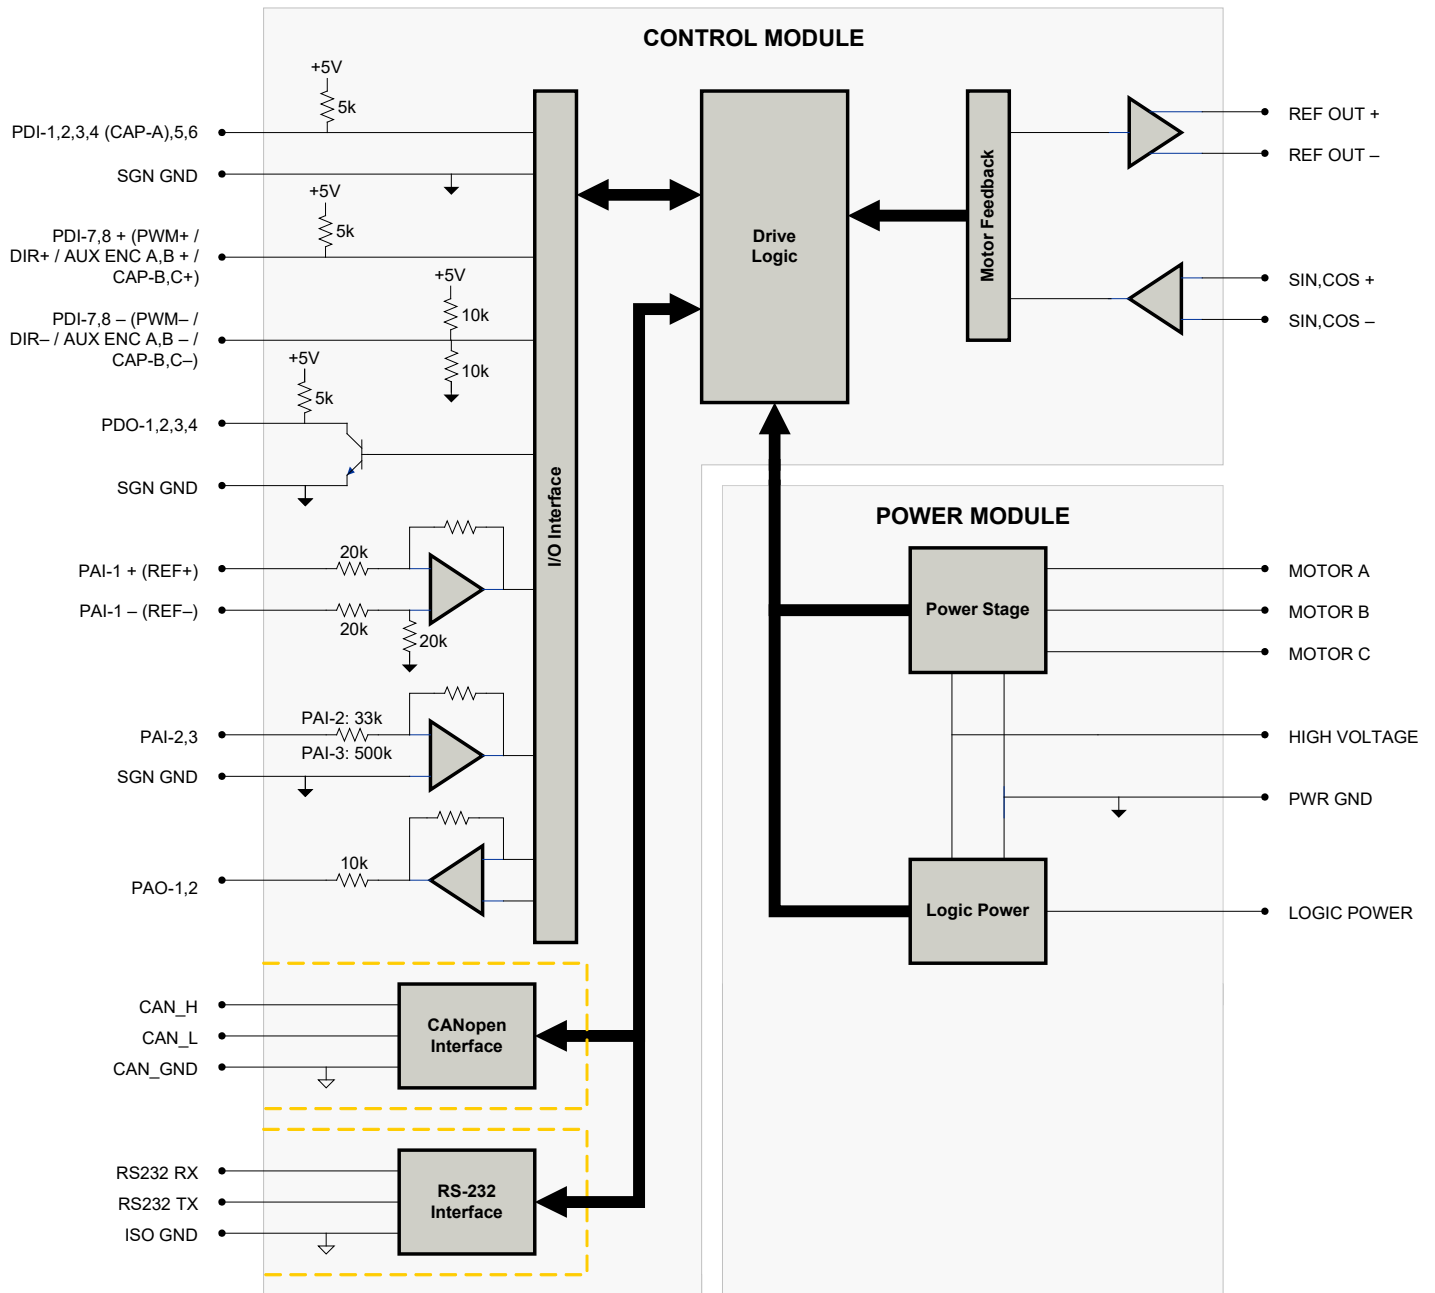 CONTROL MODULE
+5V
5k
PDI-1,2,3,4 (CAP-A),5,6
SGN GND
+5V
5k
PDI-7,8 + (PWM+ /
DIR+ / AUX ENC A,B + /
CAP-B,C+)
+5V
10k
PDI-7,8 – (PWM– /
DIR– / AUX ENC A,B – /
CAP-B,C–)
10k
+5V
5k
PDO-1,2,3,4
SGN GND
20k
PAI-1 + (REF+)
PAI-1 – (REF–)
20k
20k
PAI-2: 33k
PAI-2,3
PAI-3: 500k
SGN GND
10k
PAO-1,2
I/O Interface
Drive
Logic
Motor Feedback
REF OUT +
REF OUT –
SIN,COS +
SIN,COS –
POWER MODULE
Power Stage
MOTOR A
MOTOR B
MOTOR C
HIGH VOLTAGE
PWR GND
Logic Power
LOGIC POWER
CAN_H
CAN_L
CAN_GND
CANopen
Interface
RS232 RX
RS232 TX
ISO GND
RS-232
Interface